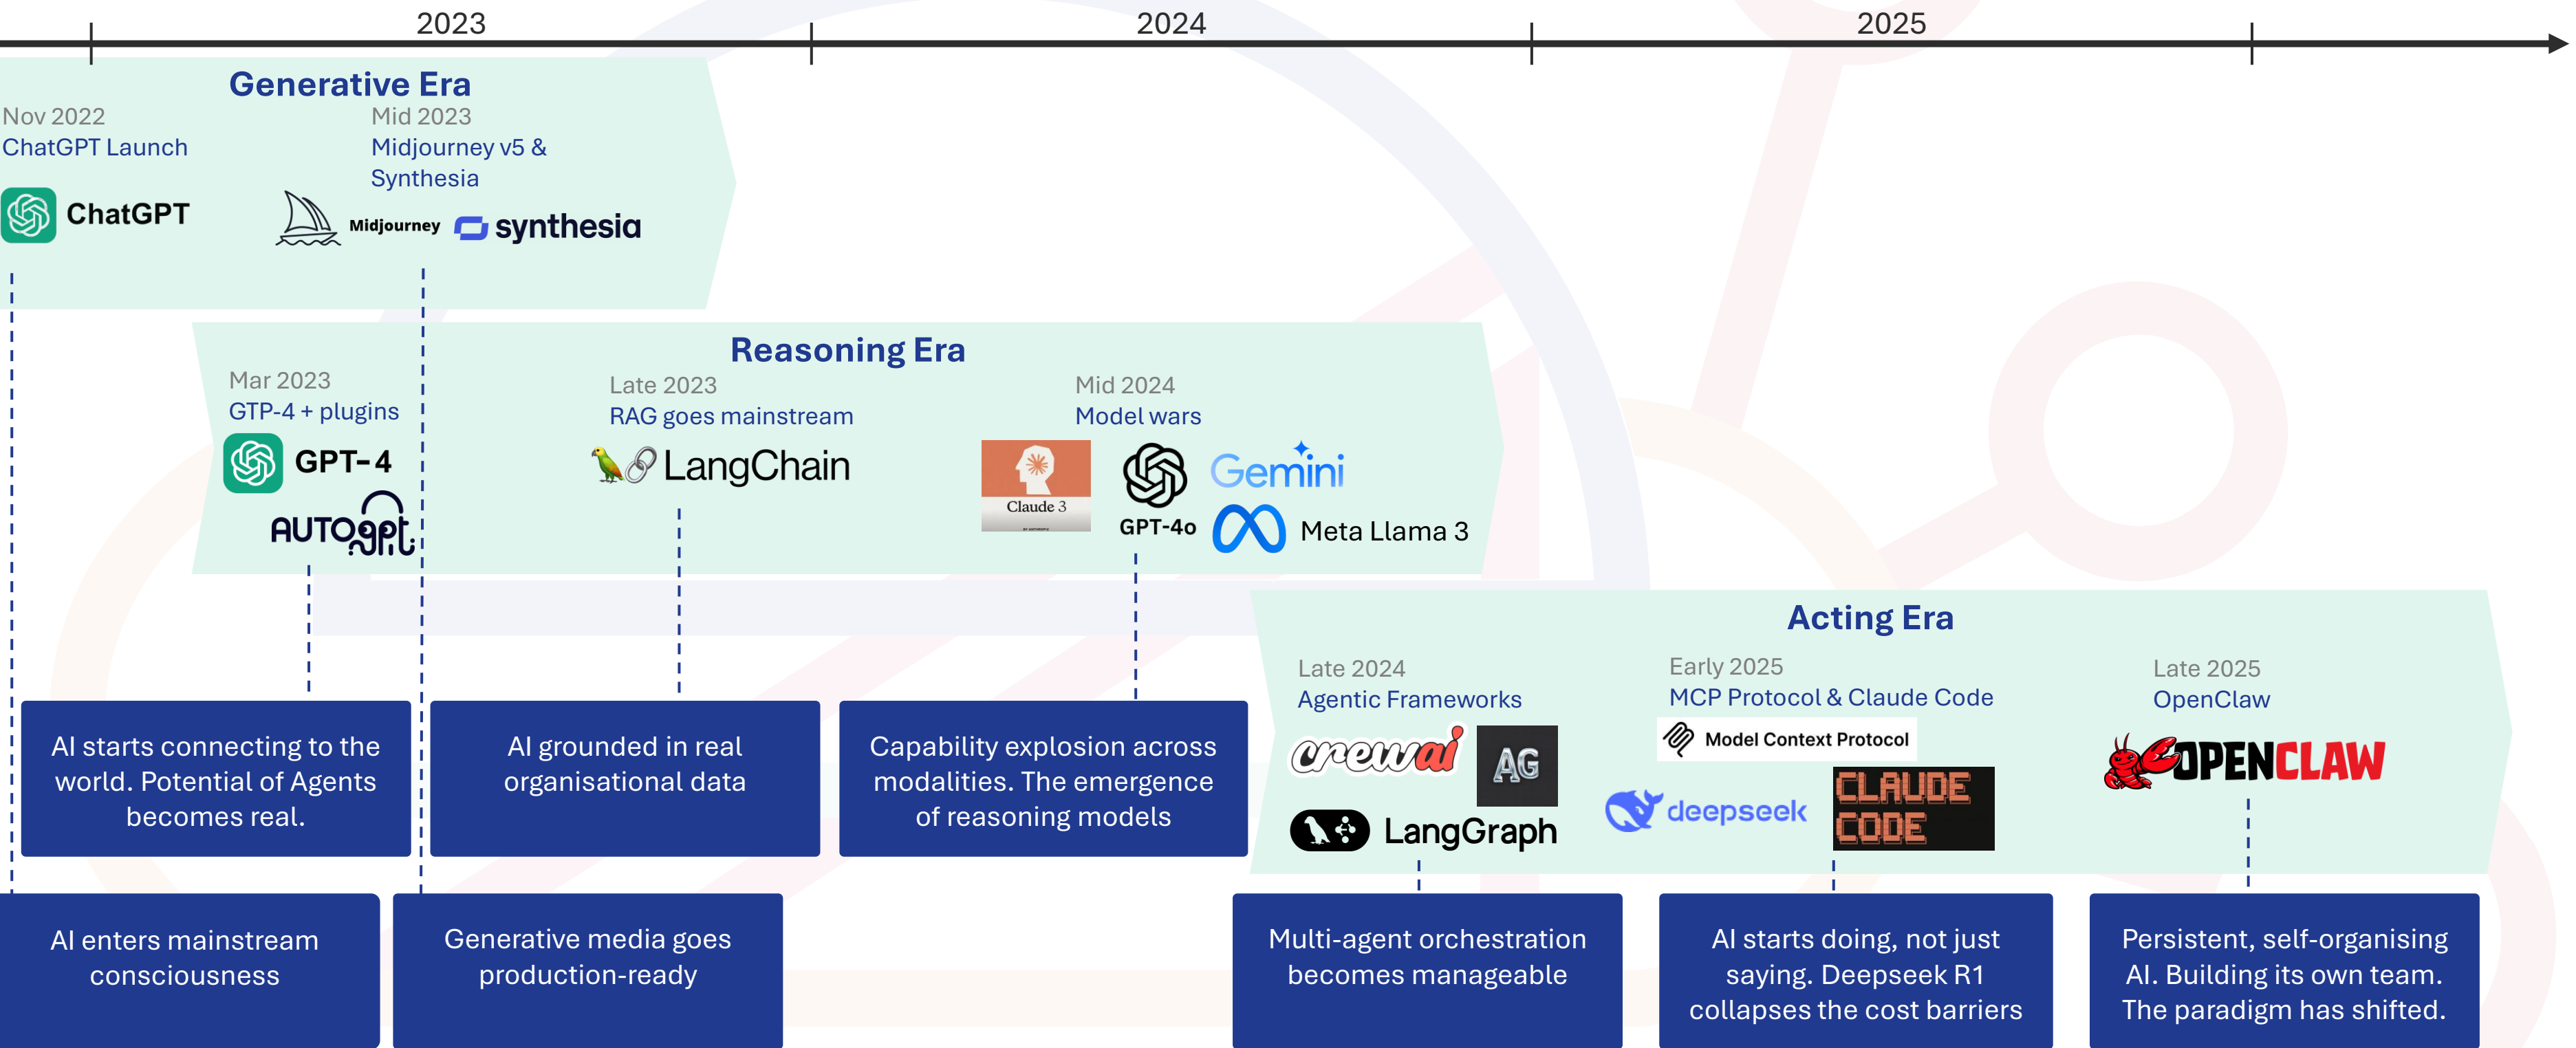 2023
2024
2025
Generative Era
Nov 2022
ChatGPT Launch
ChatGPT
Mid 2023
Midjourney v5 &
Synthesia
Midjourney
synthesia
Reasoning Era
Mar 2023
GTP-4 + plugins
GPT-4
AUTOgpt
Late 2023
RAG goes mainstream
LangChain
Mid 2024
Model wars
Claude 3
GPT-4o
Gemini
Meta Llama 3
Acting Era
Late 2024
Agentic Frameworks
crewai
AG
LangGraph
Early 2025
MCP Protocol & Claude Code
Model Context Protocol
deepseek
CLAUDE
CODE
Late 2025
OpenClaw
OPENCLAW
AI starts connecting to the
world. Potential of Agents
becomes real.
AI grounded in real
organisational data
Capability explosion across
modalities. The emergence
of reasoning models
AI enters mainstream
consciousness
Generative media goes
production-ready
Multi-agent orchestration
becomes manageable
AI starts doing, not just
saying. Deepseek R1
collapses the cost barriers
Persistent, self-organising
AI. Building its own team.
The paradigm has shifted.